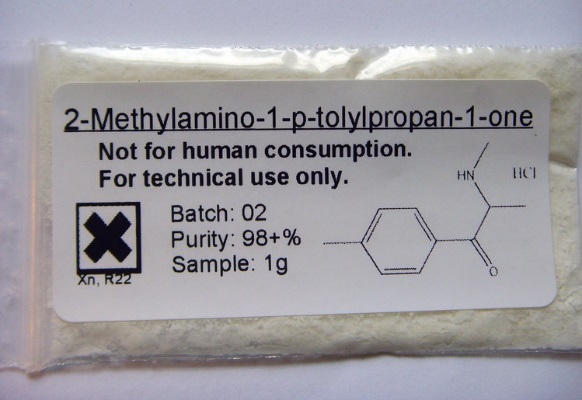 2-Methylamino-1-p-tolylpropan-1-one
Not for human consumption.
For technical use only.
Batch: 02
Purity: 98+%
Sample: 1g
Xn, R22
HN
HCl
O